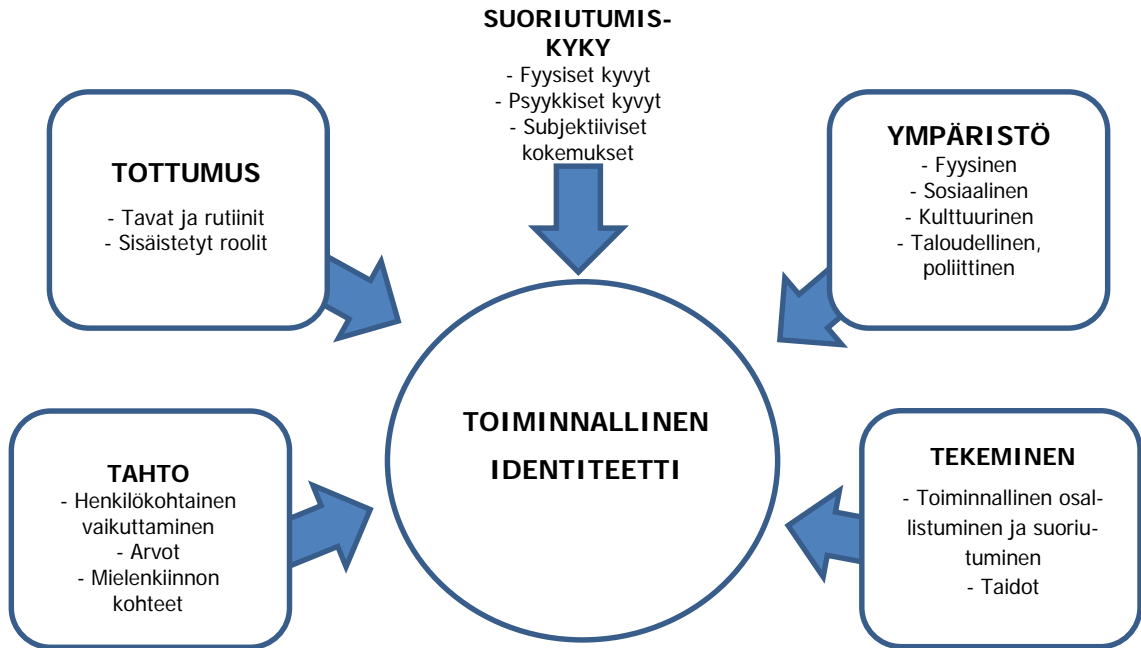 SUORIUTUMIS-
KYKY
- Fyysiset kyvyt
- Psyykkiset kyvyt
- Subjektiiviset
kokemukset
TOTTUMUS
- Tavat ja rutiinit
- Sisäistetyt roolit
YMPÄRISTÖ
- Fyysinen
- Sosiaalinen
- Kulttuurinen
- Taloudellinen,
poliittinen
TOIMINNALLINEN
IDENTITEETTI
TAHTO
- Henkilökohtainen
vaikuttaminen
- Arvot
- Mielenkiinnon
kohteet
TEKEMINEN
- Toiminnallinen osal-
listuminen ja suoriu-
tuminen
- Taidot